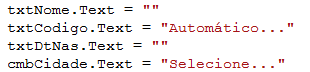 txtNome.Text = ""
txtCodigo.Text = "Automático..."
txtDtNas.Text = ""
cmbCidade.Text = "Selecione..."